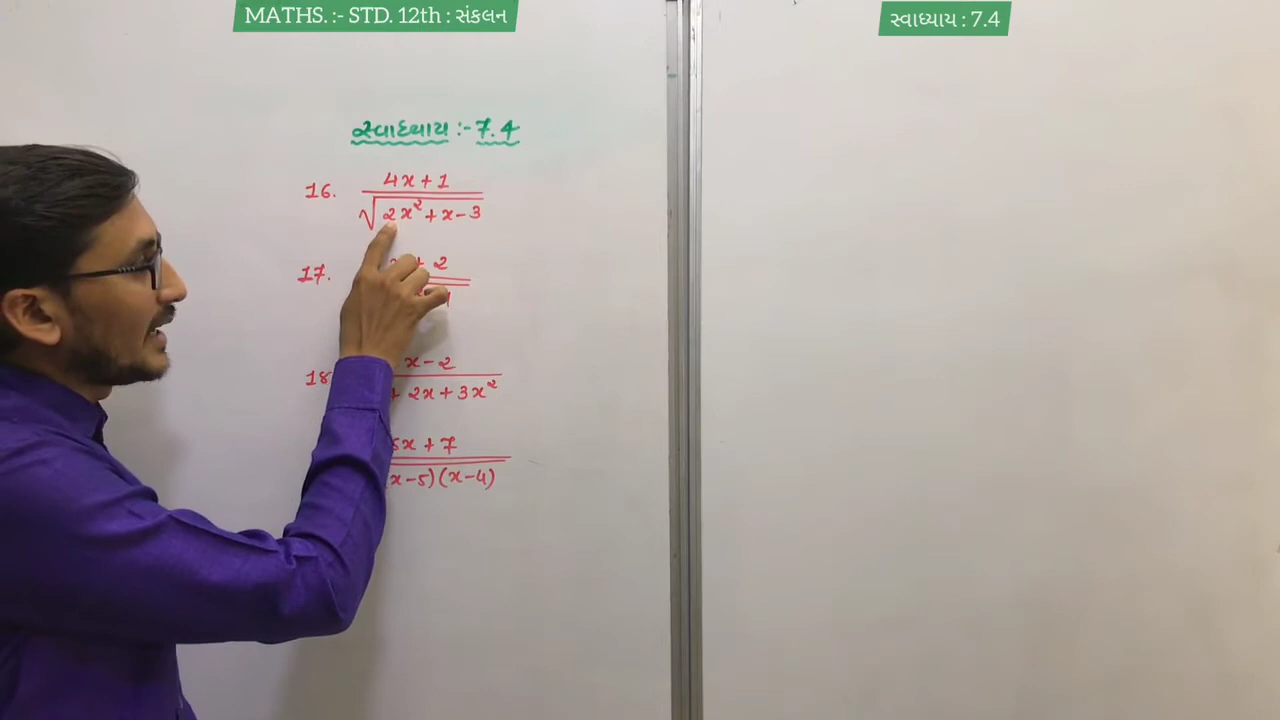 MATHS. :- STD. 12th : સંકલન
સ્વાધ્યાય : 7.4
સ્વાધ્યાય :- 7.4
16. 4x + 1
√2x² + x - 3
17. + 2
18 x - 2
+ 2x + 3x²
x + 7
(x - 5) (x - 4)